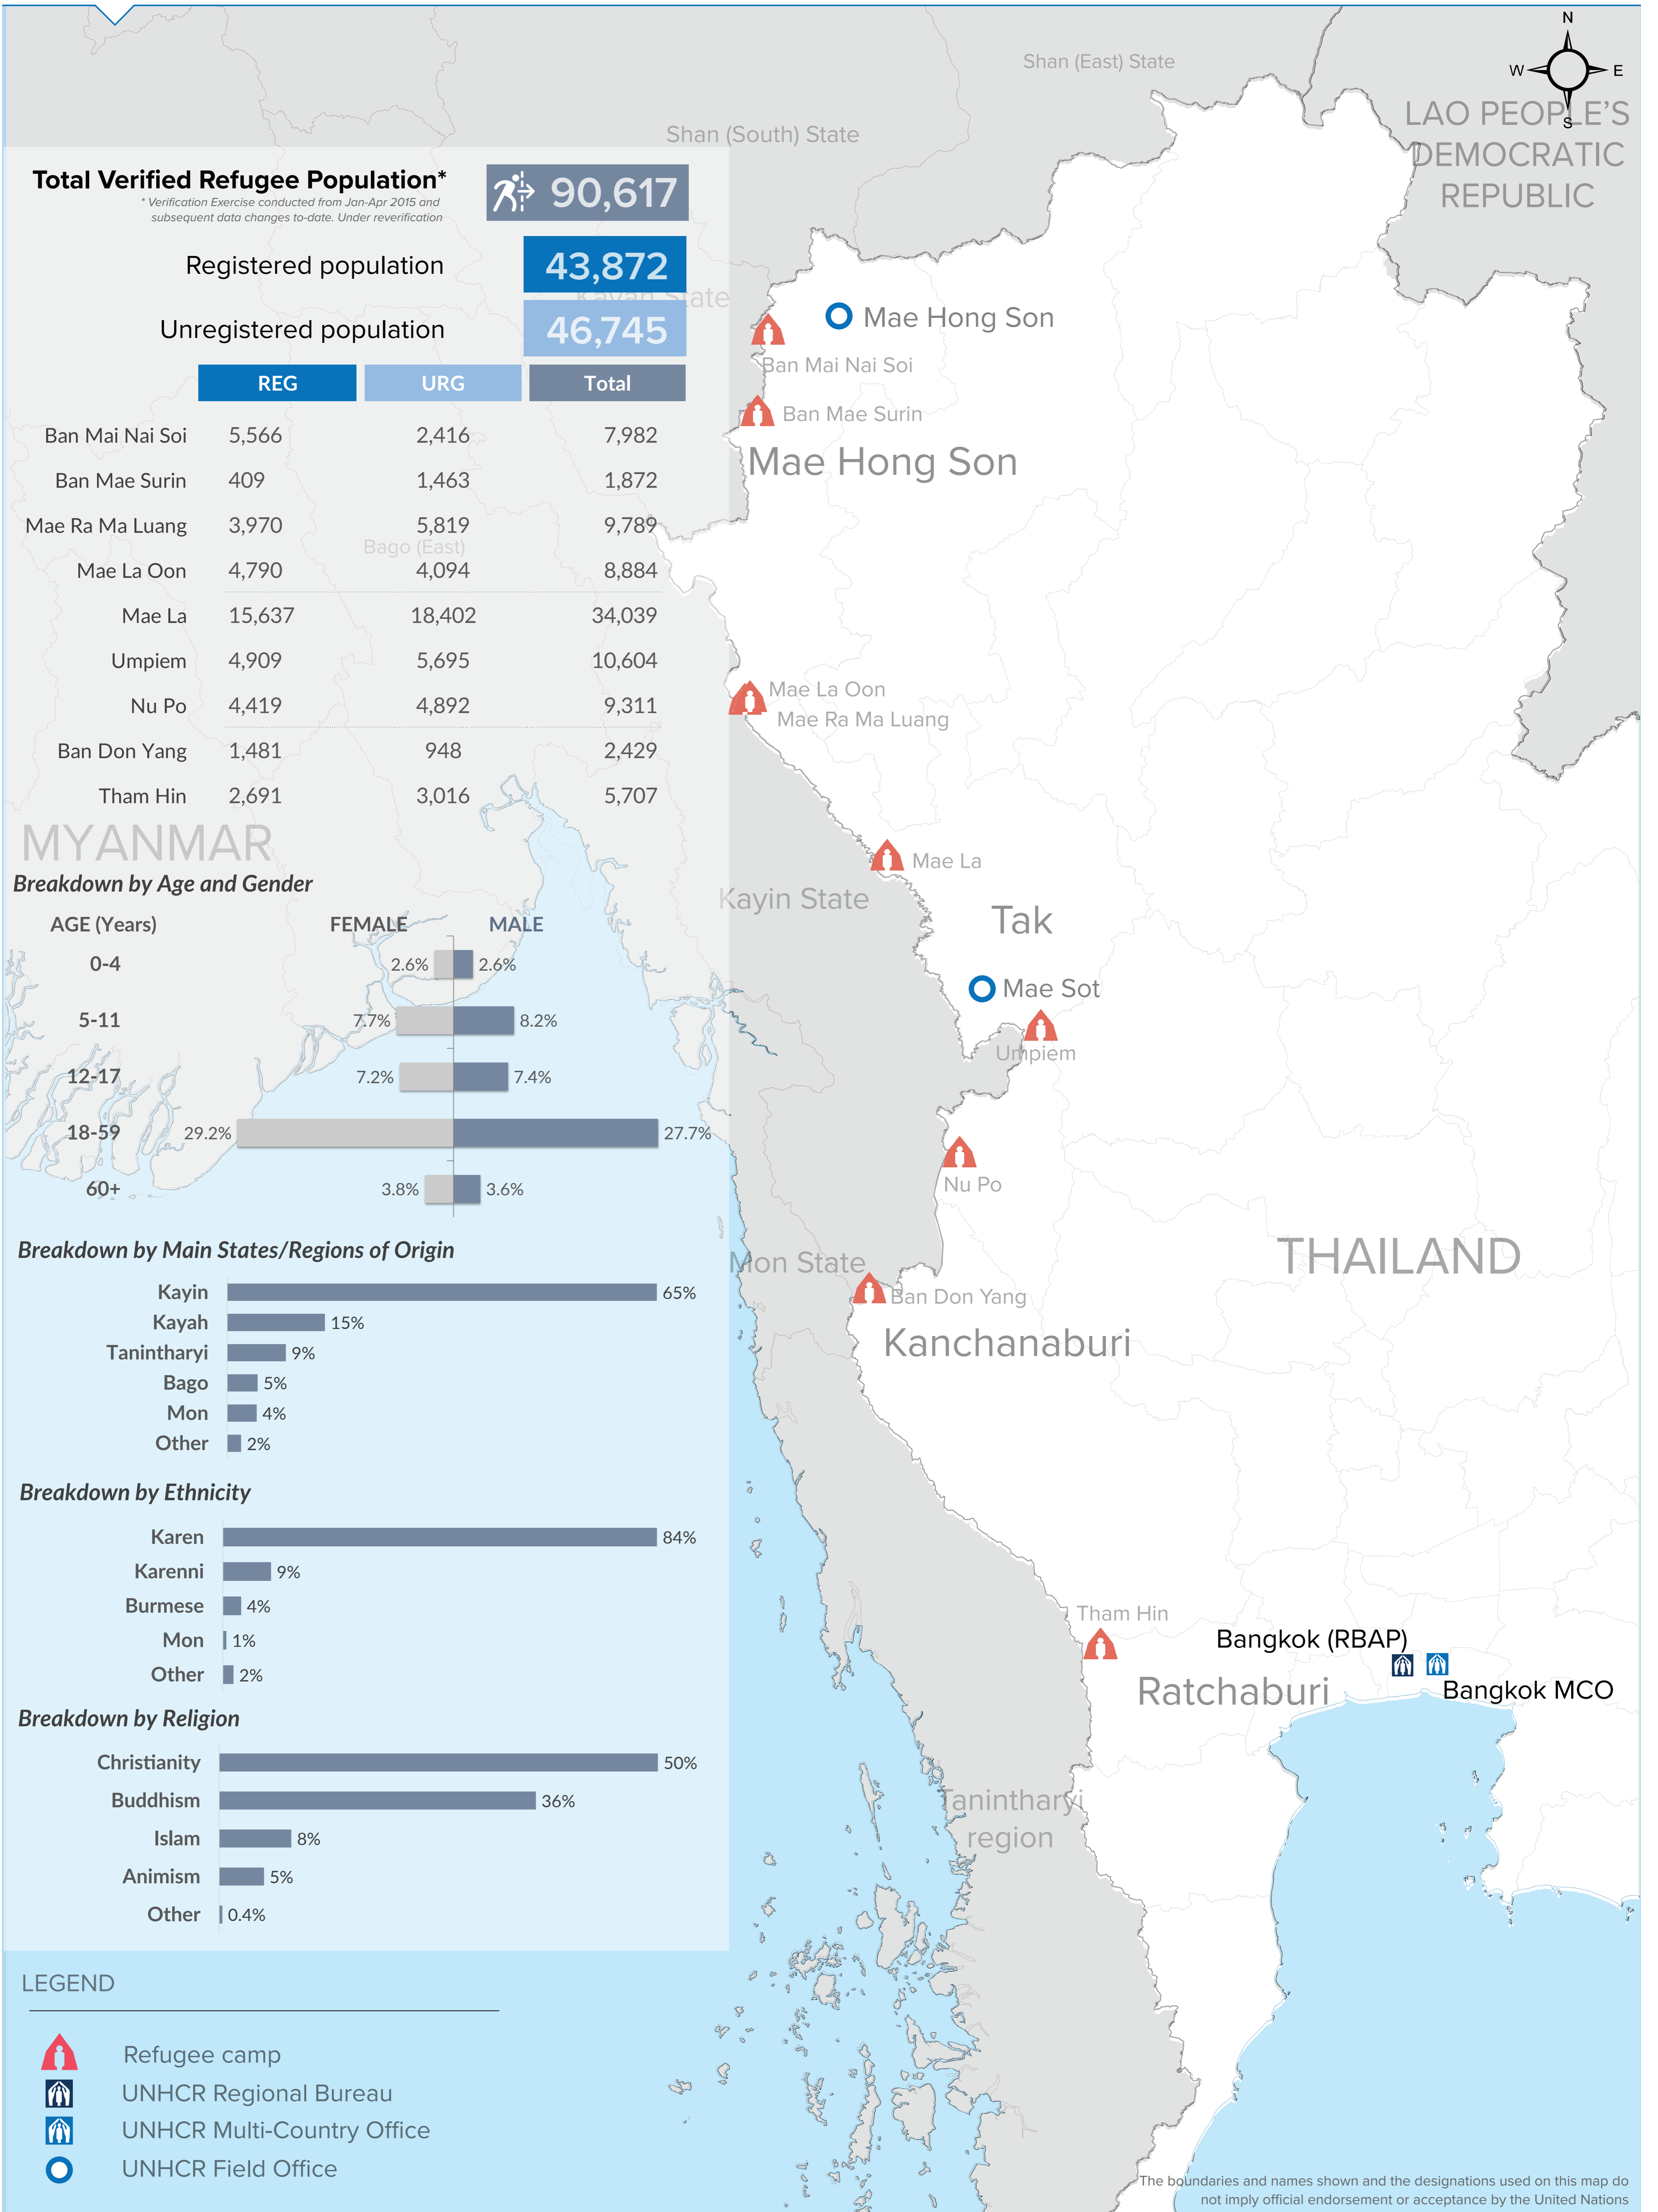 N
W E
S
Shan (East) State
LAO PEOPLE'S
DEMOCRATIC
REPUBLIC
Shan (South) State
Total Verified Refugee Population*
* Verification Exercise conducted from Jan-Apr 2015 and
subsequent data changes to-date. Under reverification
90,617
Registered population 43,872
Kayah State
Unregistered population 46,745
REG URG Total
Ban Mai Nai Soi 5,566 2,416 7,982
Ban Mae Surin 409 1,463 1,872
Mae Ra Ma Luang 3,970 5,819 9,789
Bago (East)
Mae La Oon 4,790 4,094 8,884
Mae La 15,637 18,402 34,039
Umpiem 4,909 5,695 10,604
Nu Po 4,419 4,892 9,311
Ban Don Yang 1,481 948 2,429
Tham Hin 2,691 3,016 5,707
MYANMAR
Breakdown by Age and Gender
AGE (Years) FEMALE MALE
0-4 2.6% 2.6%
5-11 7.7% 8.2%
12-17 7.2% 7.4%
18-59 29.2% 27.7%
60+ 3.8% 3.6%
Breakdown by Main States/Regions of Origin
Kayin 65%
Kayah 15%
Tanintharyi 9%
Bago 5%
Mon 4%
Other 2%
Breakdown by Ethnicity
Karen 84%
Karenni 9%
Burmese 4%
Mon 1%
Other 2%
Breakdown by Religion
Christianity 50%
Buddhism 36%
Islam 8%
Animism 5%
Other 0.4%
LEGEND
Refugee camp
UNHCR Regional Bureau
UNHCR Multi-Country Office
UNHCR Field Office
Mae Hong Son
Ban Mai Nai Soi
Ban Mae Surin
Mae Hong Son
Mae La Oon
Mae Ra Ma Luang
Mae La
Kayin State
Tak
Mae Sot
Umpiem
Nu Po
THAILAND
Mon State
Ban Don Yang
Kanchanaburi
Tham Hin
Bangkok (RBAP)
Ratchaburi
Bangkok MCO
Tanintharyi
region
The boundaries and names shown and the designations used on this map do
not imply official endorsement or acceptance by the United Nations